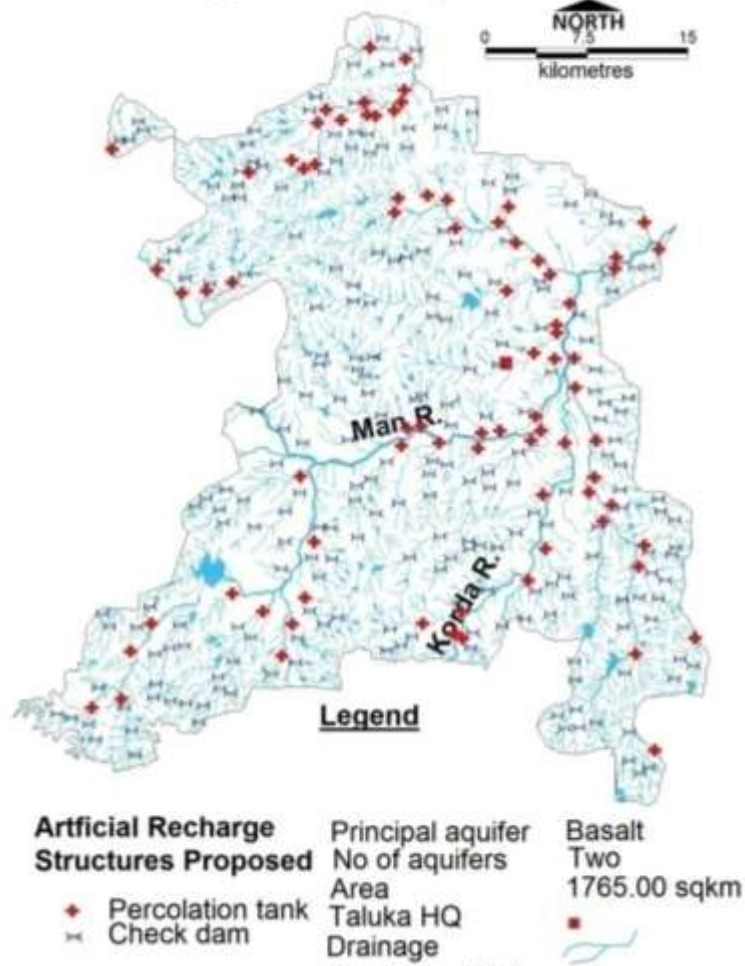 NORTH
0 7.5 15
kilometres
Man R.
Korda R.
Legend
Artficial Recharge
Structures Proposed
Percolation tank
Check dam
Principal aquifer Basalt
No of aquifers Two
Area 1765.00 sqkm
Taluka HQ
Drainage